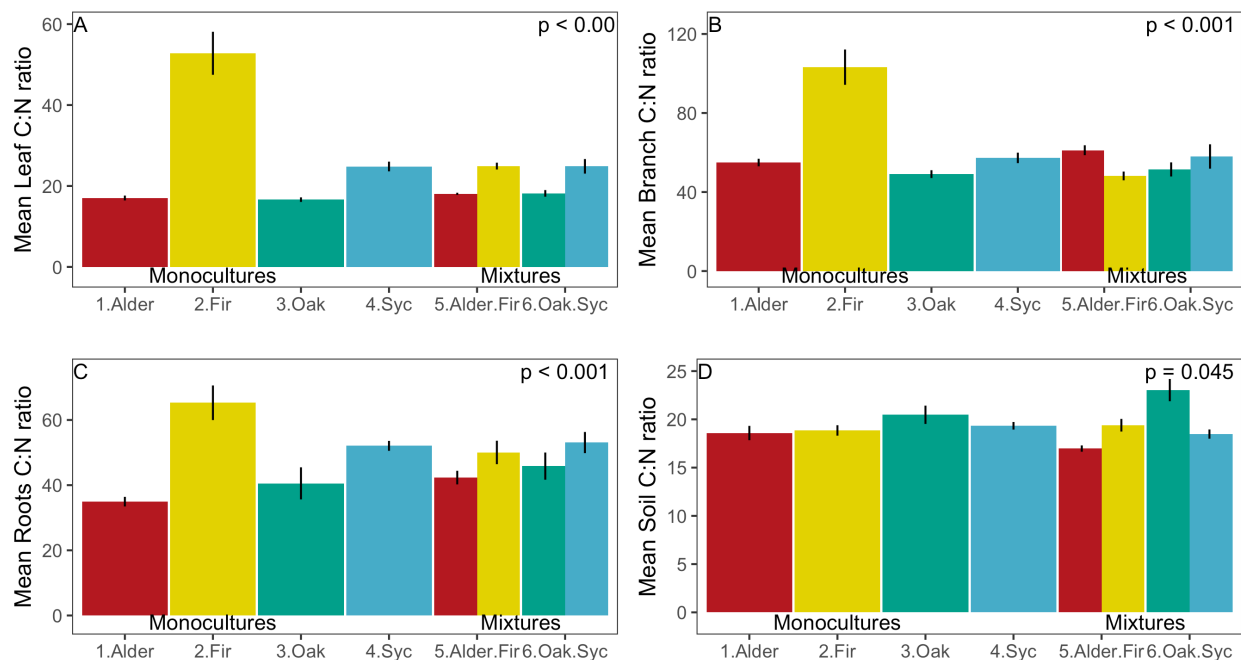 A
p < 0.00
Mean Leaf C:N ratio
60
40
20
0
Monocultures
Mixtures
1.Alder
2.Fir
3.Oak
4.Syc
5.Alder.Fir
6.Oak.Syc
B
p < 0.001
Mean Branch C:N ratio
120
80
40
0
Monocultures
Mixtures
1.Alder
2.Fir
3.Oak
4.Syc
5.Alder.Fir
6.Oak.Syc
C
p < 0.001
Mean Roots C:N ratio
60
40
20
0
Monocultures
Mixtures
1.Alder
2.Fir
3.Oak
4.Syc
5.Alder.Fir
6.Oak.Syc
D
p = 0.045
Mean Soil C:N ratio
25
20
15
10
5
0
Monocultures
Mixtures
1.Alder
2.Fir
3.Oak
4.Syc
5.Alder.Fir
6.Oak.Syc